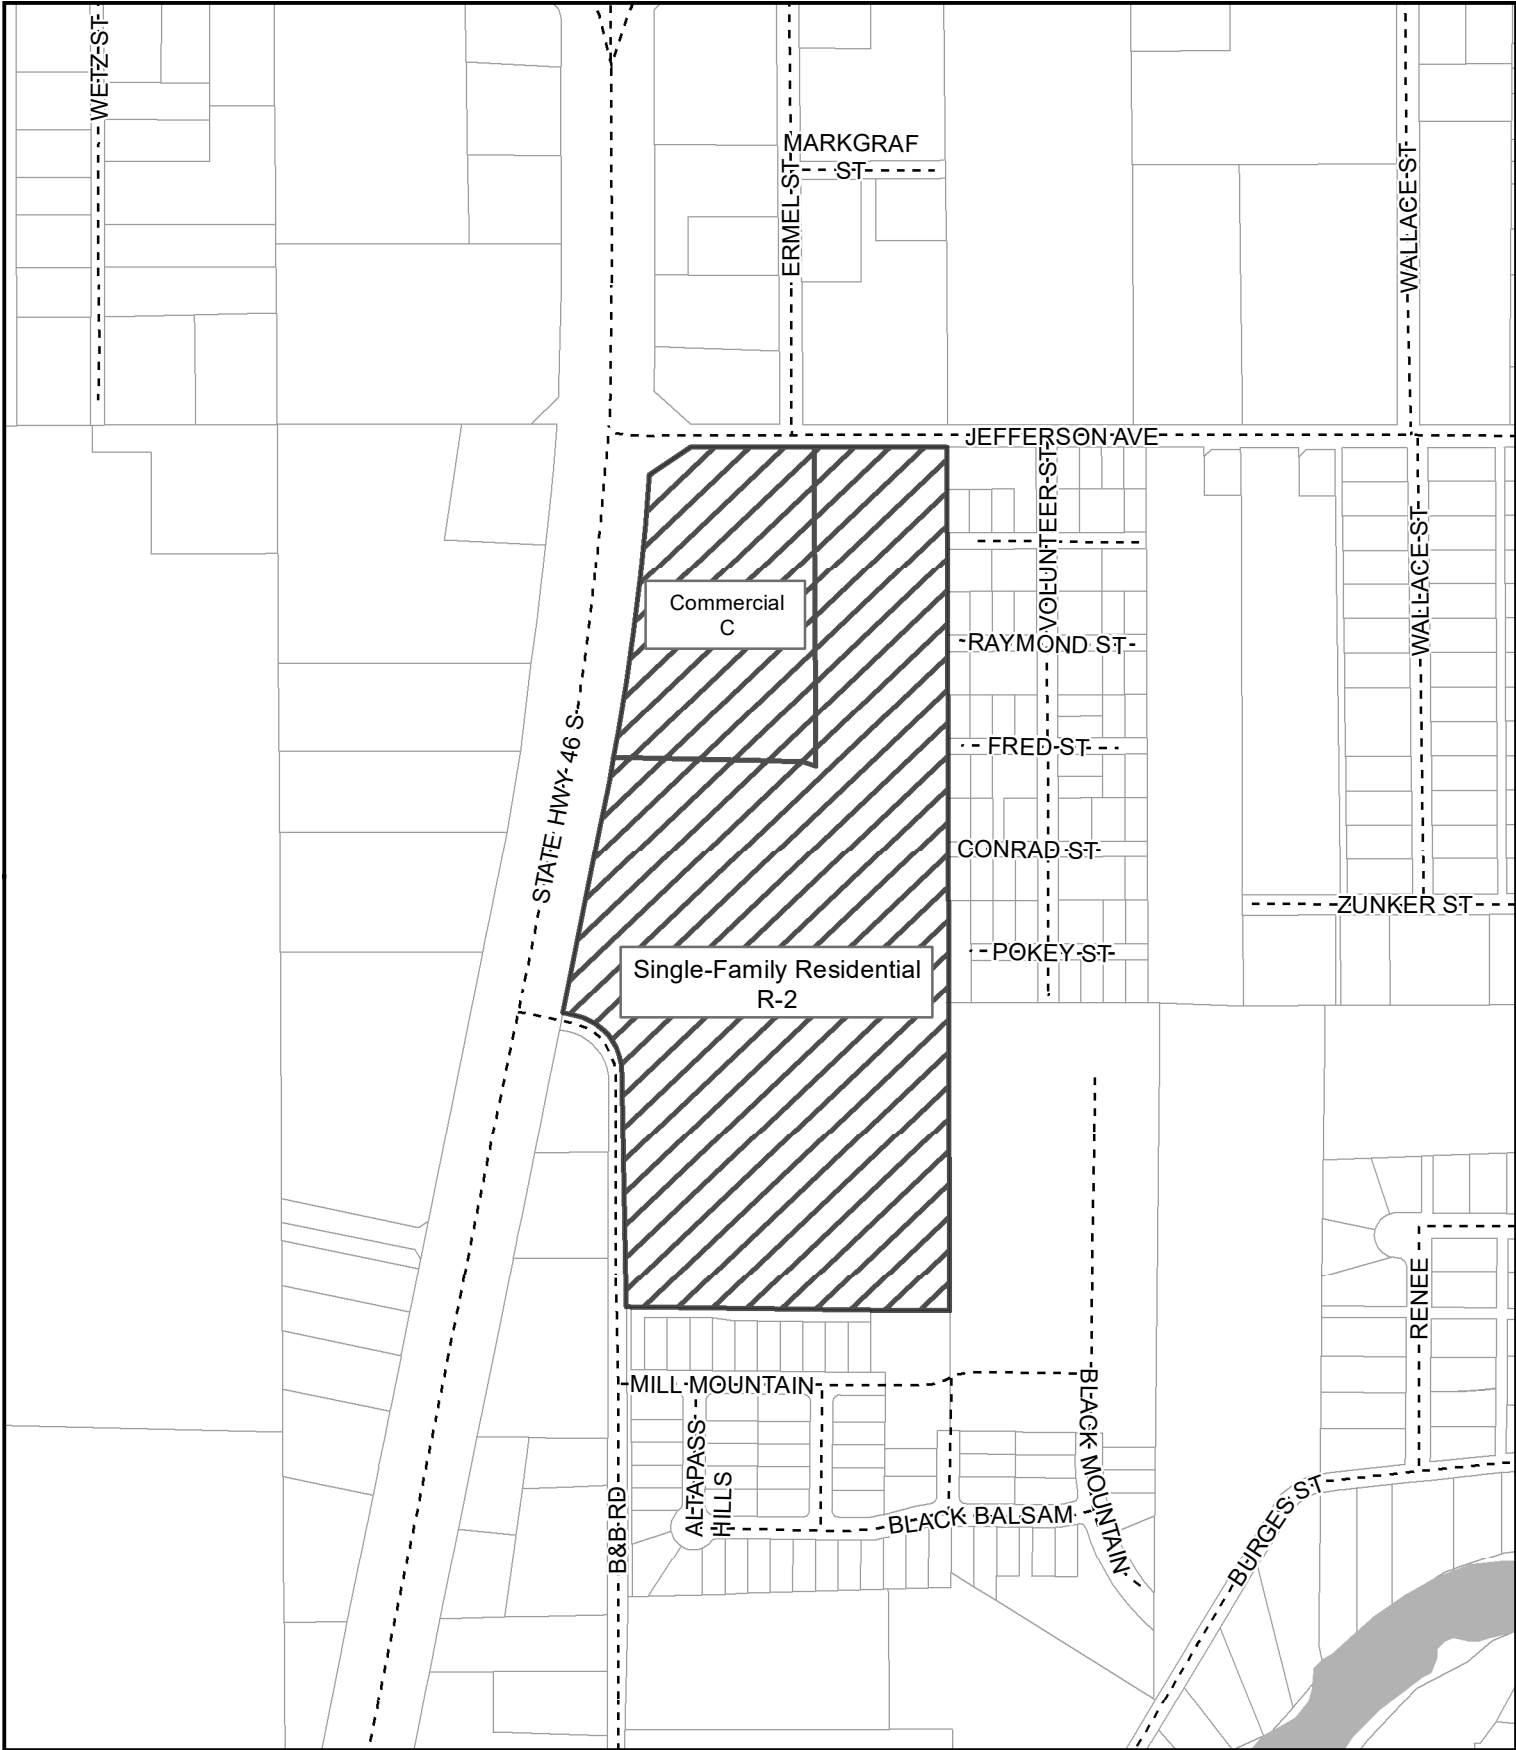 WETZ ST
MARKGRAF
ST
ERMEL ST
WALLACE ST
JEFFERSON AVE
VOLUNTEER ST
WALLACE ST
Commercial
C
RAYMOND ST
STATE HWY 46 S
FRED ST
CONRAD ST
ZUNKER ST
POKEY ST
Single-Family Residential
R-2
RENEE
MILL MOUNTAIN
BLACK MOUNTAIN
ALTAPASS
HILLS
B&B RD
BLACK BALSAM
BURGES ST